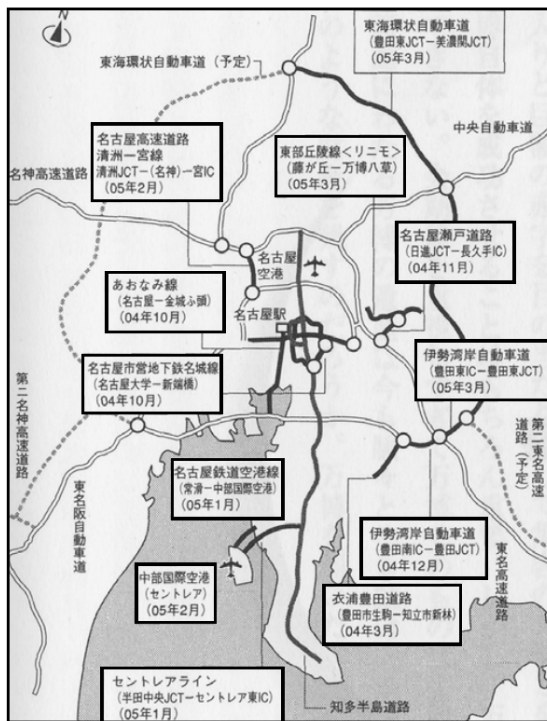 東海環状自動車道
(豊田東JCTー美濃関JCT)
(05年3月)
東海環状自動車道(予定)
中央自動車道
名古屋高速道路
清洲一宮線
清洲JCTー(名神)一宮IC
(05年2月)
東部丘陵線<リニモ>
(藤が丘ー万博八草)
(05年3月)
名神高速道路
名古屋瀬戸道路
(日進JCTー長久手IC)
(04年11月)
名古屋
空港
あおなみ線
(名古屋ー金城ふ頭)
(04年10月)
名古屋駅
伊勢湾岸自動車道
(豊田東ICー豊田東JCT)
(05年3月)
名古屋市営地下鉄名城線
(名古屋大学ー新端橋)
(04年10月)
第二名神高速道路
第二東名高速
道路(予定)
名古屋鉄道空港線
(常滑ー中部国際空港)
(05年1月)
東名阪自動車道
伊勢湾岸自動車道
(豊田南ICー豊田JCT)
(04年12月)
東名高速道路
中部国際空港
(セントレア)
(05年2月)
衣浦豊田道路
(豊田市生駒ー知立市新林)
(04年3月)
セントレアライン
(半田中央JCTーセントレア東IC)
(05年1月)
知多半島道路